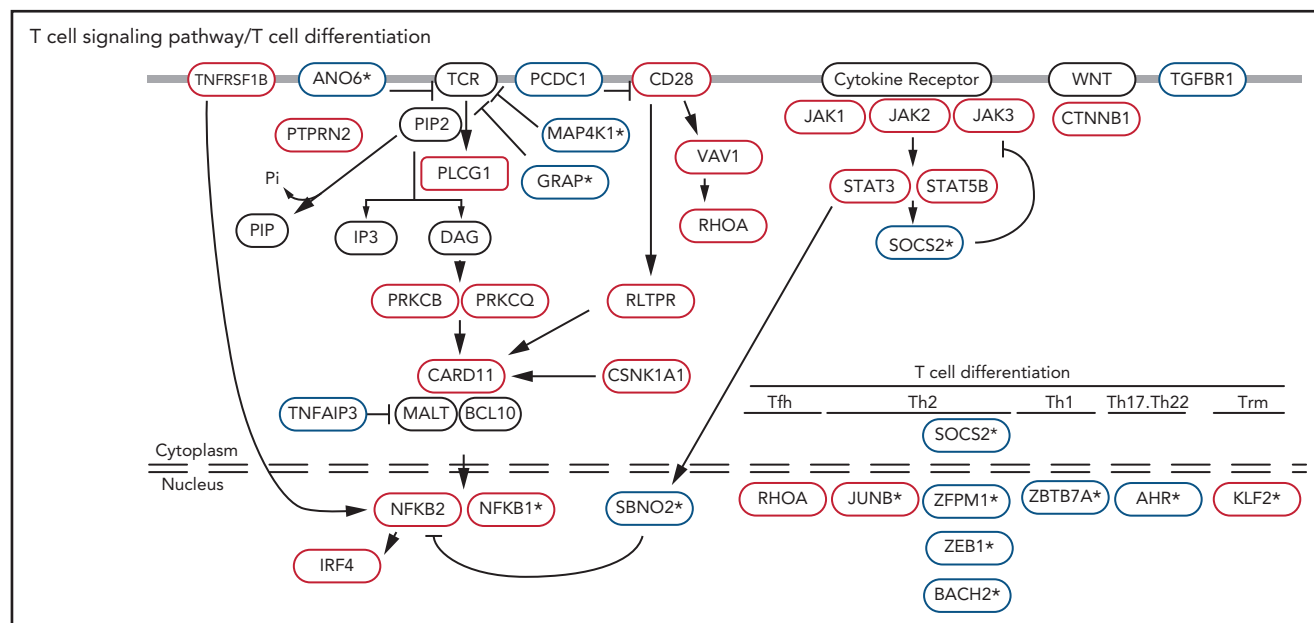 T cell signaling pathway/T cell differentiation
TNFRSF1B
ANO6*
TCR
PCDC1
CD28
Cytokine Receptor
WNT
TGFBR1
JAK1
JAK2
JAK3
CTNNB1
PTPRN2
PIP2
MAP4K1*
VAV1
PLCG1
GRAP*
STAT3
STAT5B
Pi
PIP
IP3
DAG
RHOA
SOCS2*
PRKCB
PRKCQ
RLTPR
CARD11
CSNK1A1
T cell differentiation
TNFAIP3
MALT
BCL10
Tfh
Th2
Th1
Th17.Th22
Trm
SOCS2*
Cytoplasm
Nucleus
NFKB2
NFKB1*
SBNO2*
RHOA
JUNB*
ZFPM1*
ZBTB7A*
AHR*
KLF2*
IRF4
ZEB1*
BACH2*